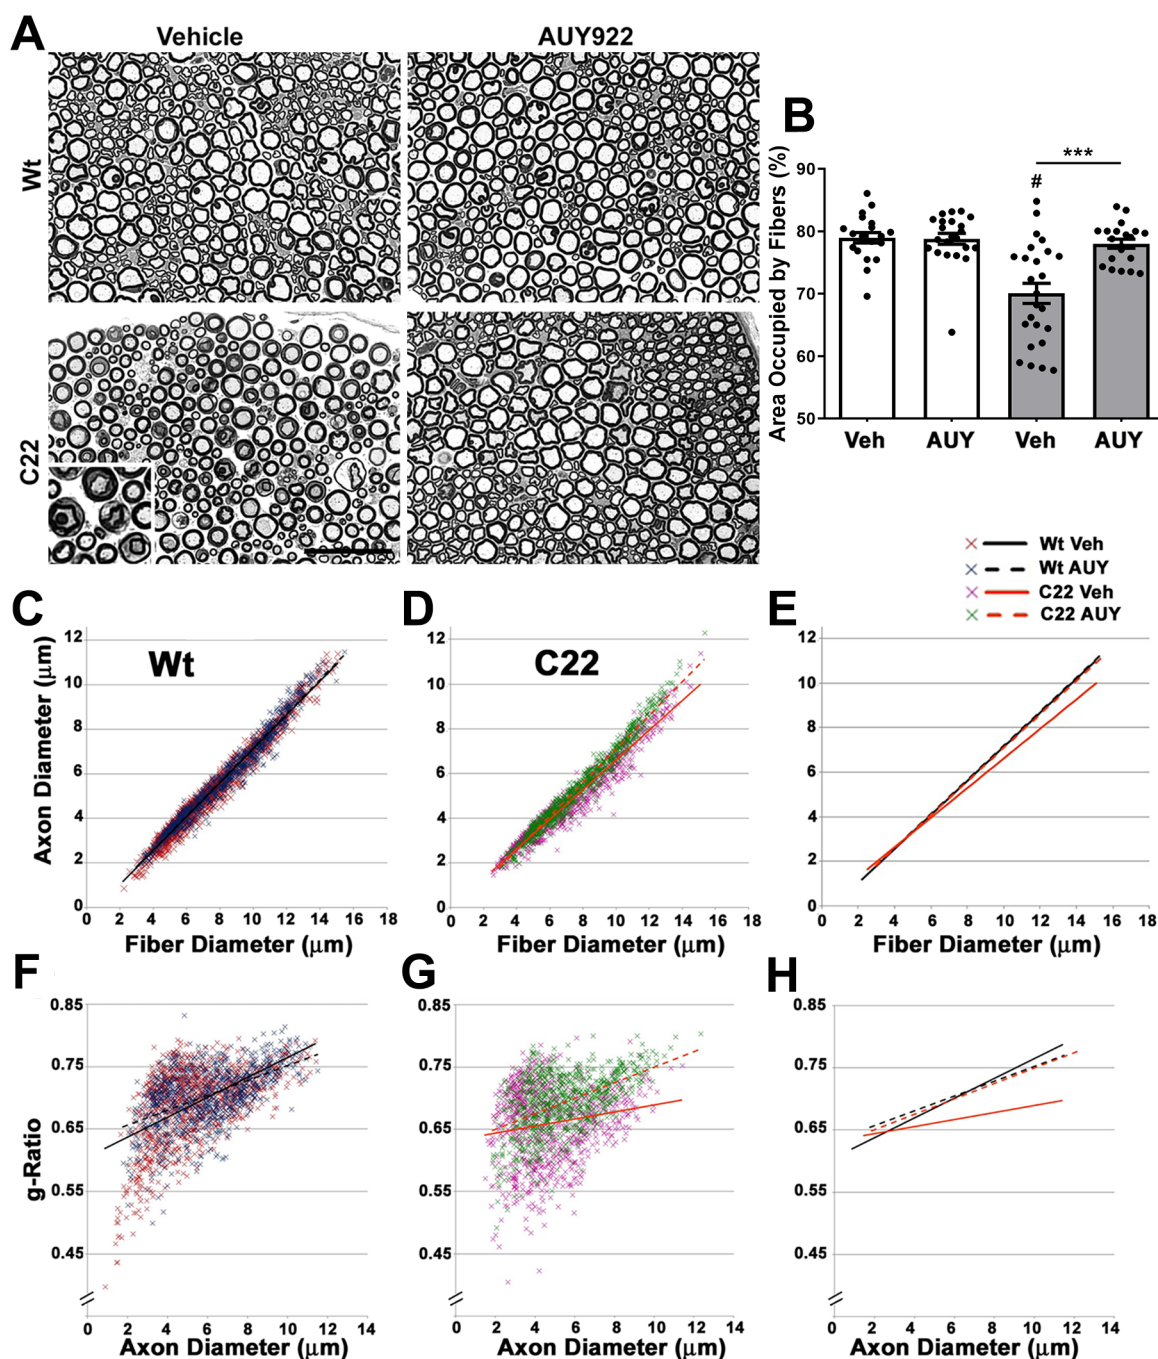 A
Vehicle
AUY922
Wt
C22
B
Area Occupied by Fibers (%)
90
80
70
60
50
#
***
Veh
AUY
Veh
AUY
Wt Veh
Wt AUY
C22 Veh
C22 AUY
C
Wt
Axon Diameter (μm)
12
10
8
6
4
2
0
0 2 4 6 8 10 12 14 16 18
Fiber Diameter (μm)
D
C22
12
10
8
6
4
2
0
0 2 4 6 8 10 12 14 16 18
Fiber Diameter (μm)
E
12
10
8
6
4
2
0
0 2 6 8 10 12 14 16 18
Fiber Diameter (μm)
F
g-Ratio
0.85
0.75
0.65
0.55
0.45
0 2 4 6 8 10 12 14
Axon Diameter (μm)
G
0.85
0.75
0.65
0.55
0.45
0 2 4 6 8 10 12 14
Axon Diameter (μm)
H
0.85
0.75
0.65
0.55
0.45
0 2 4 6 8 10 12 14
Axon Diameter (μm)